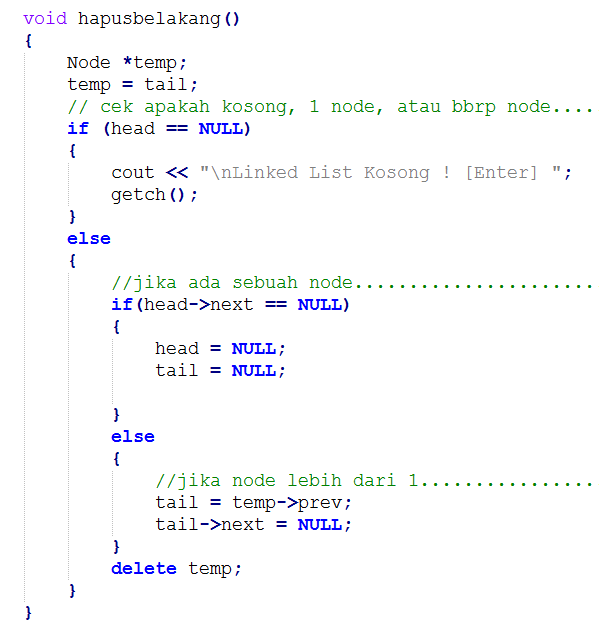 void hapusbelakang()
{
    Node *temp;
    temp = tail;
    // cek apakah kosong, 1 node, atau bbrp node....
    if (head == NULL)
    {
        cout << "\nLinked List Kosong ! [Enter] ";
        getch();
    }
    else
    {
        //jika ada sebuah node......................
        if(head->next == NULL)
        {
            head = NULL;
            tail = NULL;

        }
        else
        {
            //jika node lebih dari 1................
            tail = temp->prev;
            tail->next = NULL;
        }
        delete temp;
    }
}